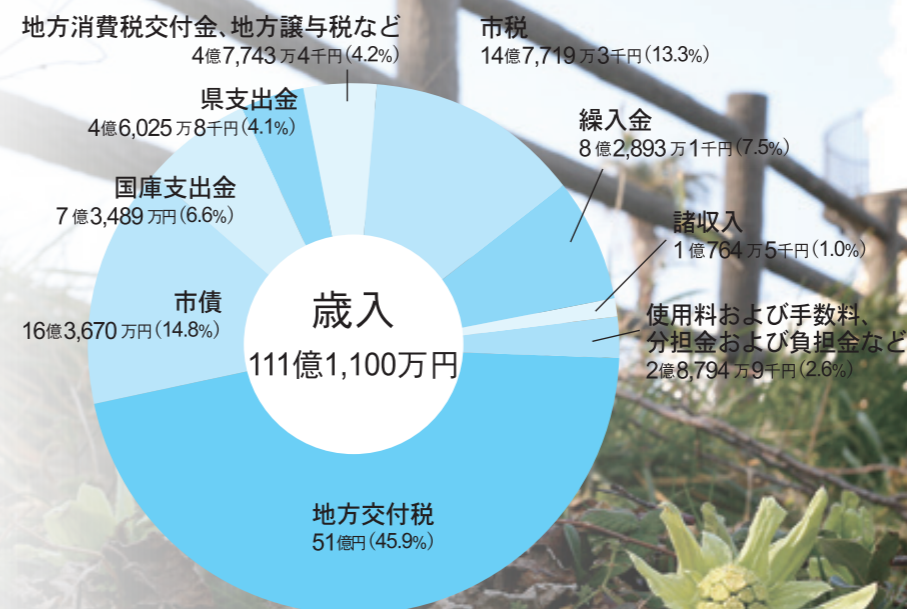 地方消費税交付金、地方譲与税など
4億7,743万4千円(4.2%)
市税
14億7,719万3千円(13.3%)
県支出金
4億6,025万8千円(4.1%)
繰入金
8億2,893万1千円(7.5%)
国庫支出金
7億3,489万円(6.6%)
諸収入
1億764万5千円(1.0%)
市債
16億3,670万円(14.8%)
使用料および手数料、
分担金および負担金など
2億8,794万9千円(2.6%)
歳入
111億1,100万円
地方交付税
51億円(45.9%)